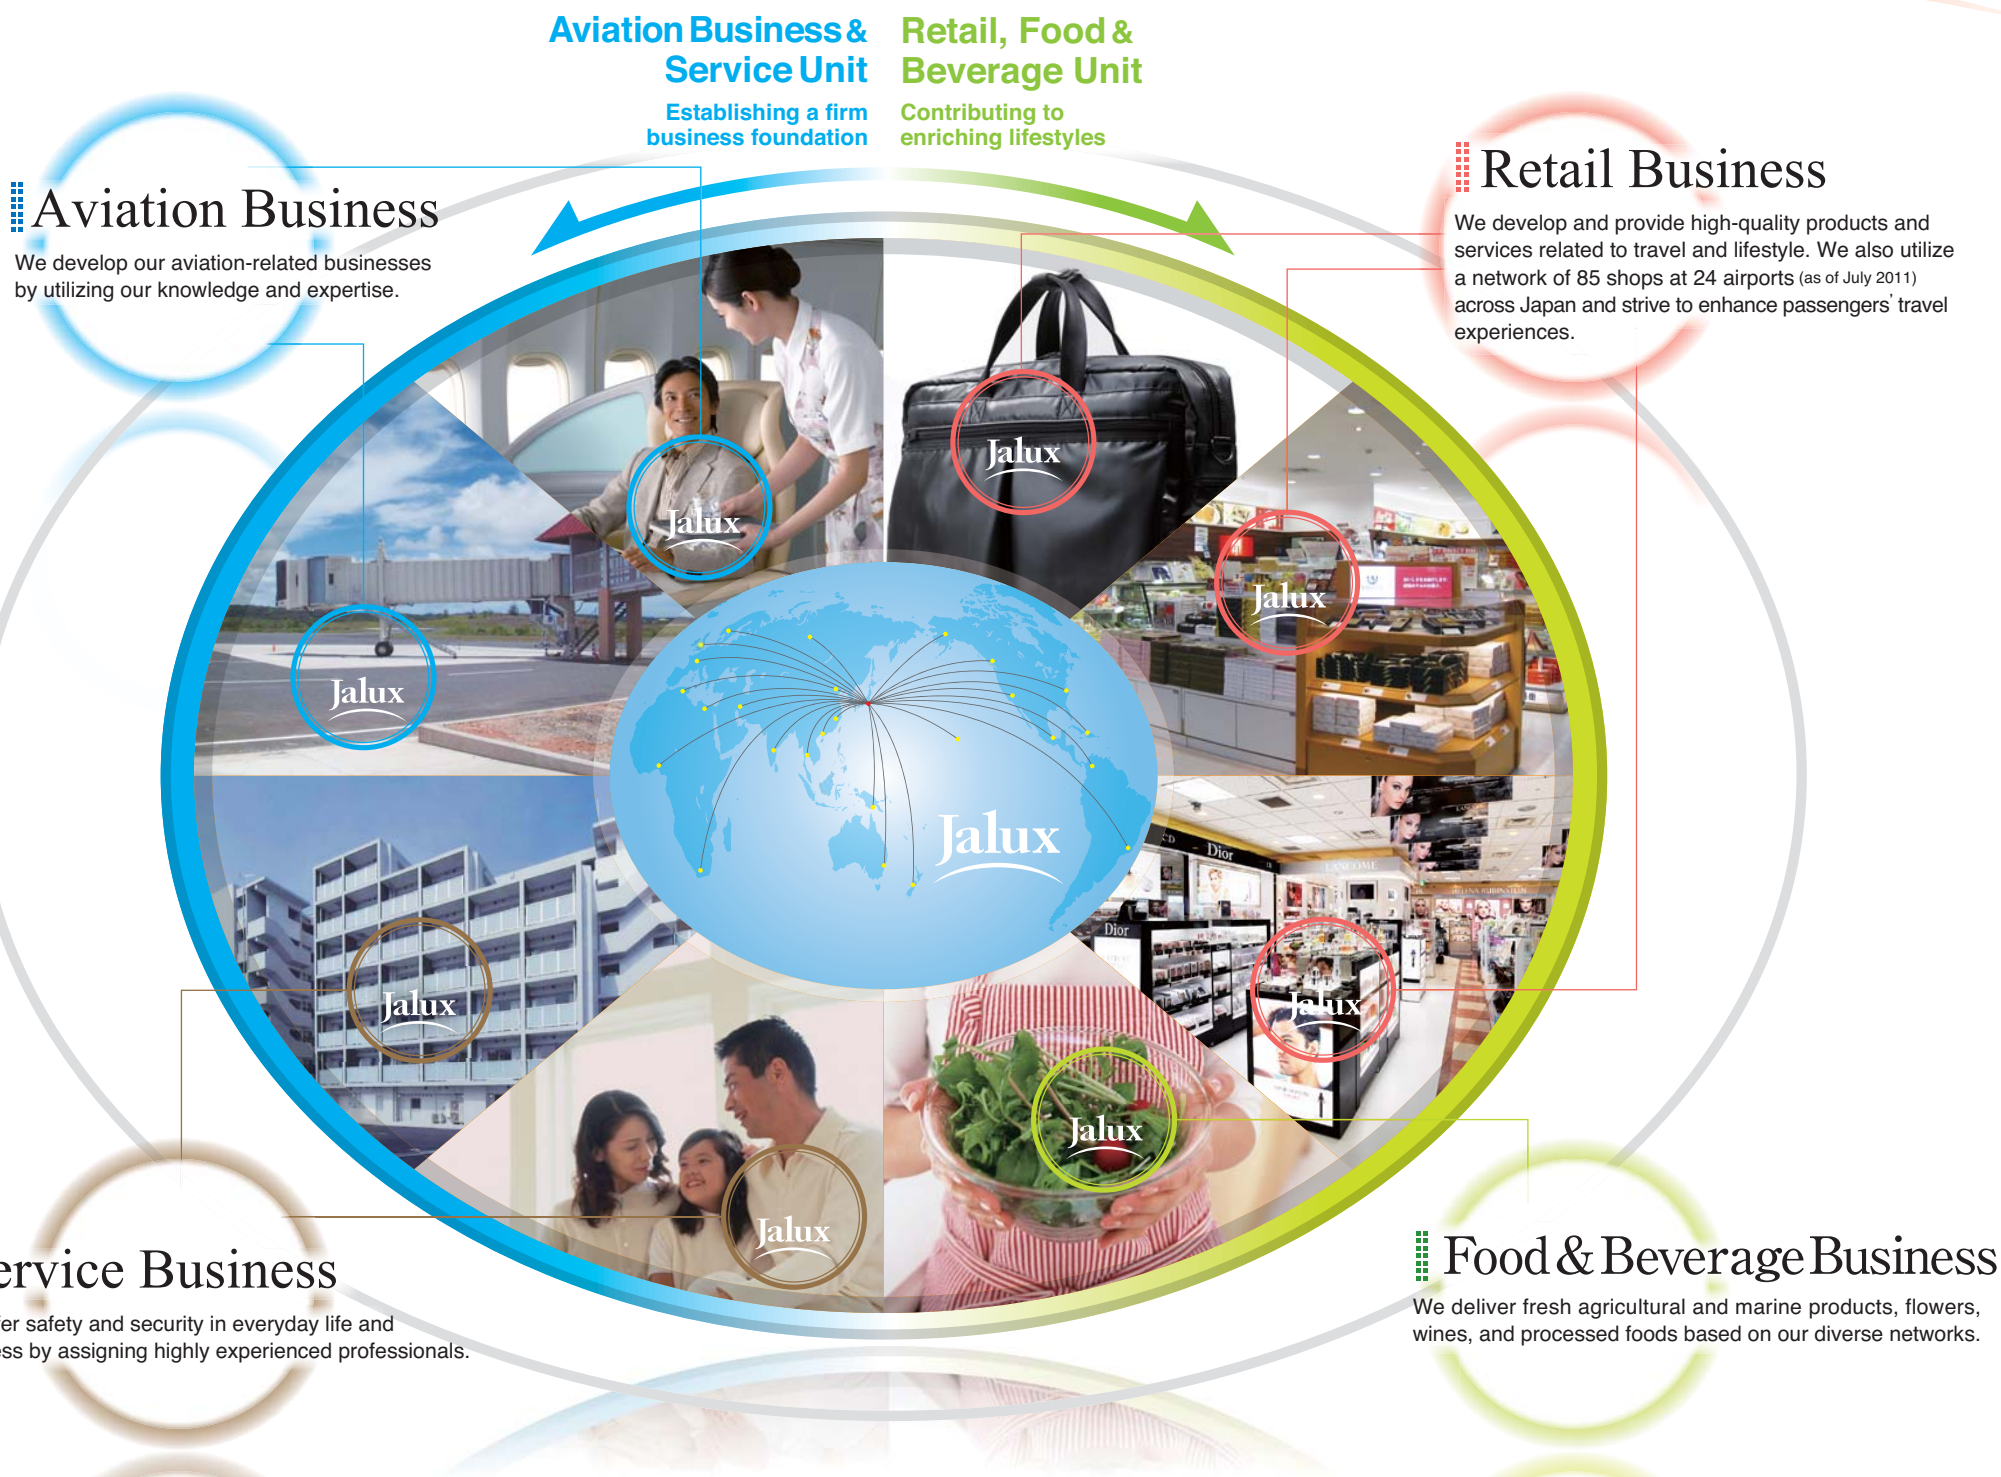 Aviation Business &
Service Unit
Establishing a firm
business foundation
Retail, Food &
Beverage Unit
Contributing to
enriching lifestyles
Aviation Business
We develop our aviation-related businesses
by utilizing our knowledge and expertise.
Retail Business
We develop and provide high-quality products and
services related to travel and lifestyle. We also utilize
a network of 85 shops at 24 airports (as of July 2011)
across Japan and strive to enhance passengers' travel
experiences.
Jalux
Jalux
Jalux
Jalux
Jalux
Jalux
Dior
LANCOME
HELENA RUBINSTEIN
Dior
Jalux
Jalux
Jalux
Jalux
ervice Business
er safety and security in everyday life and
ess by assigning highly experienced professionals.
Food & Beverage Business
We deliver fresh agricultural and marine products, flowers,
wines, and processed foods based on our diverse networks.